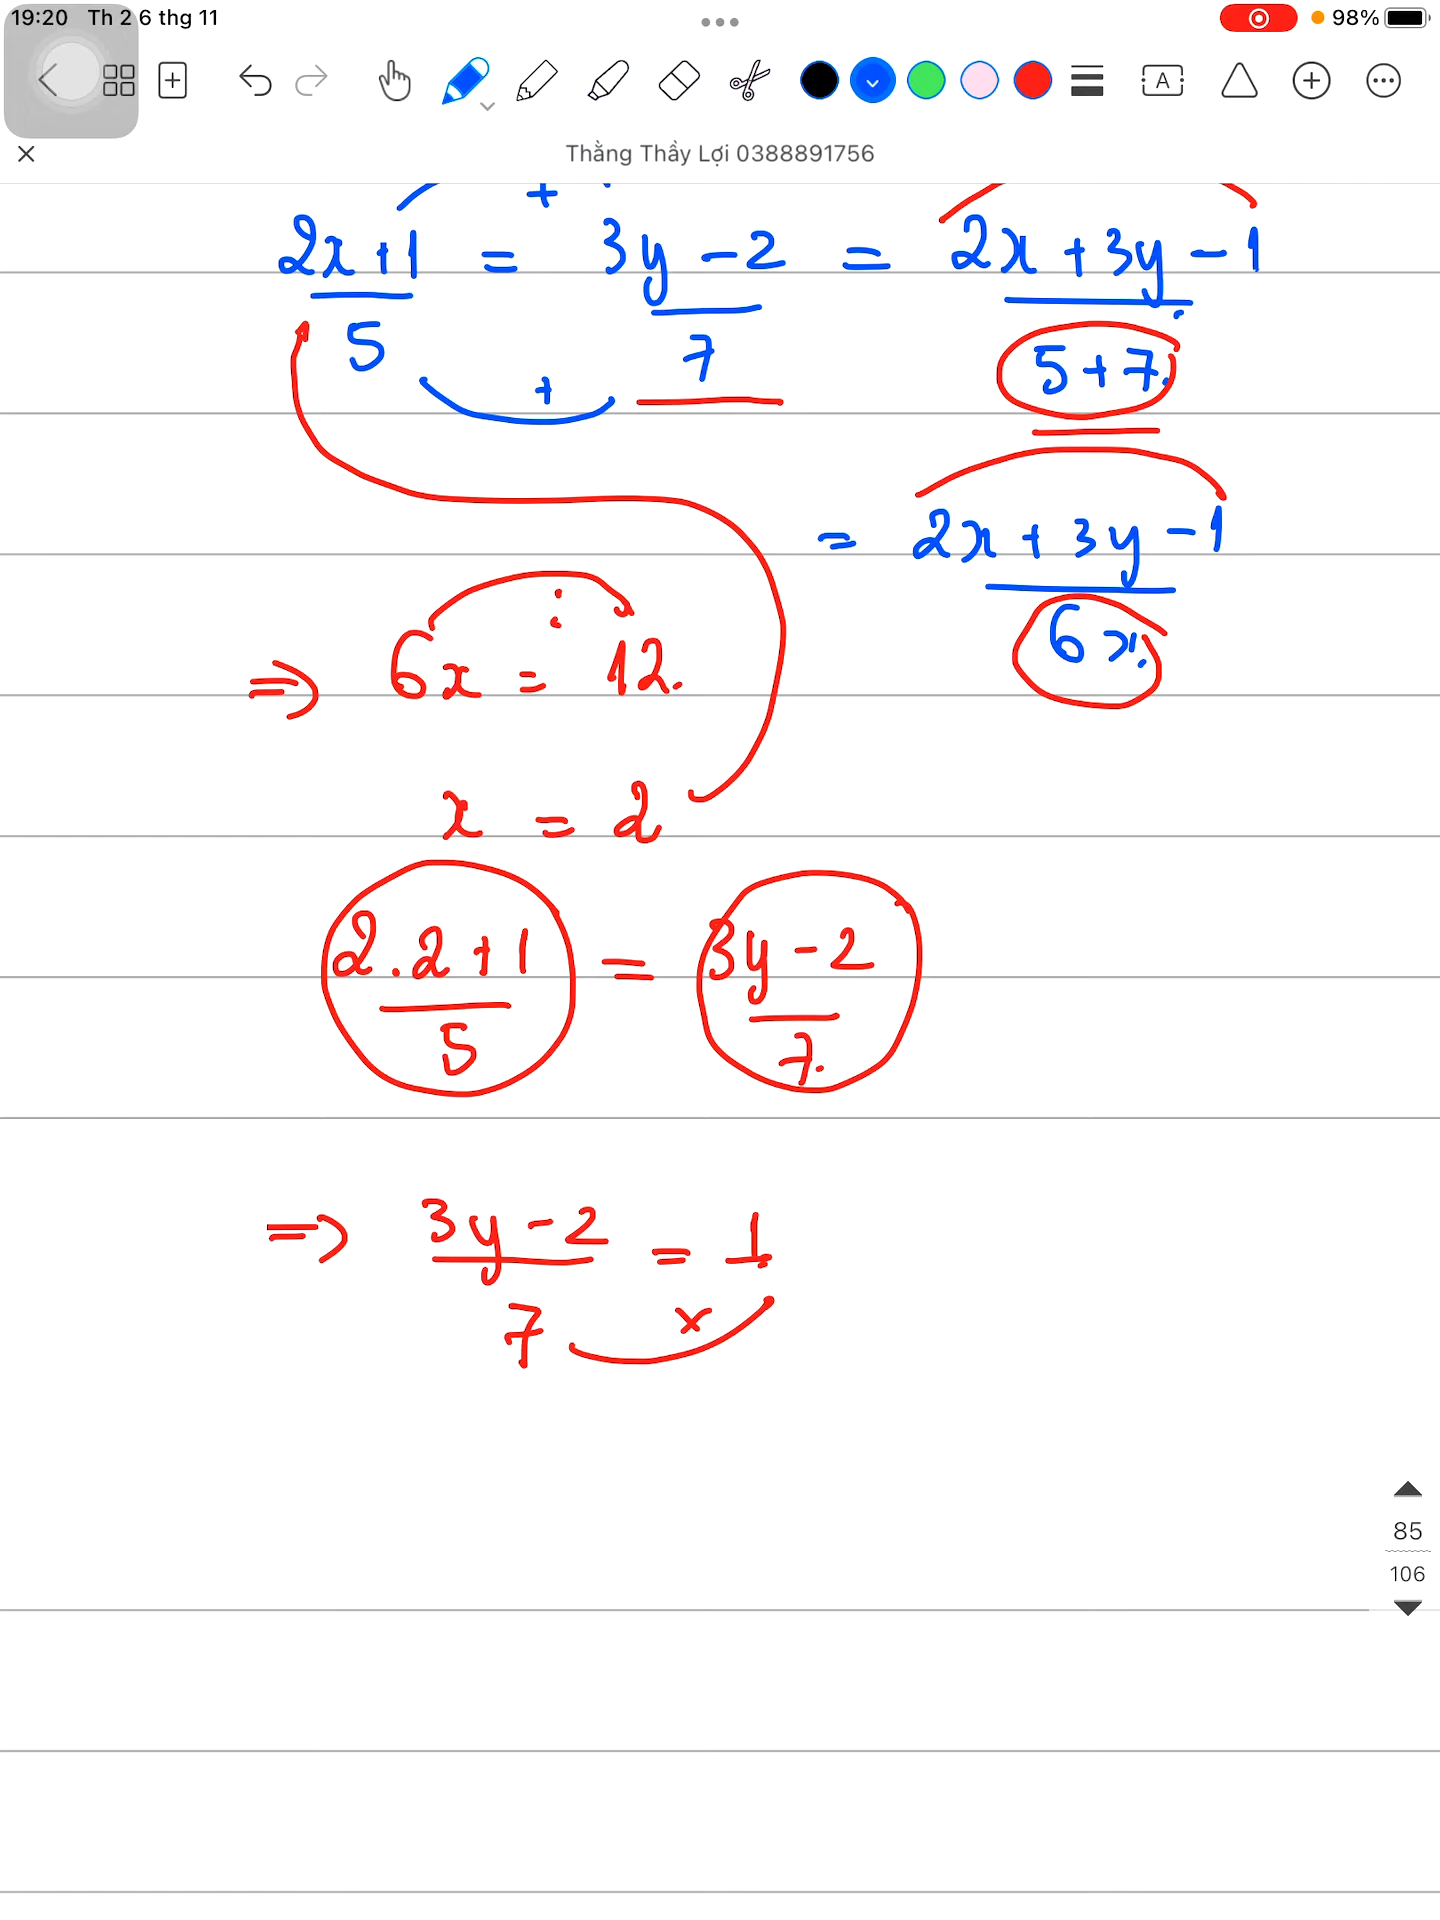 19:20 Th 2 6 thg 11 98%
A
Thằng Thầy Lợi 0388891756
+
2x+1 = 3y-2 = 2x+3y-1
5 + 7 5+7
= 2x+3y-1
6x
:
=> 6x = 12.
x = 2
2.2+1 = 3y-2
5 7.
=> 3y-2 = 1
7 x
85
106